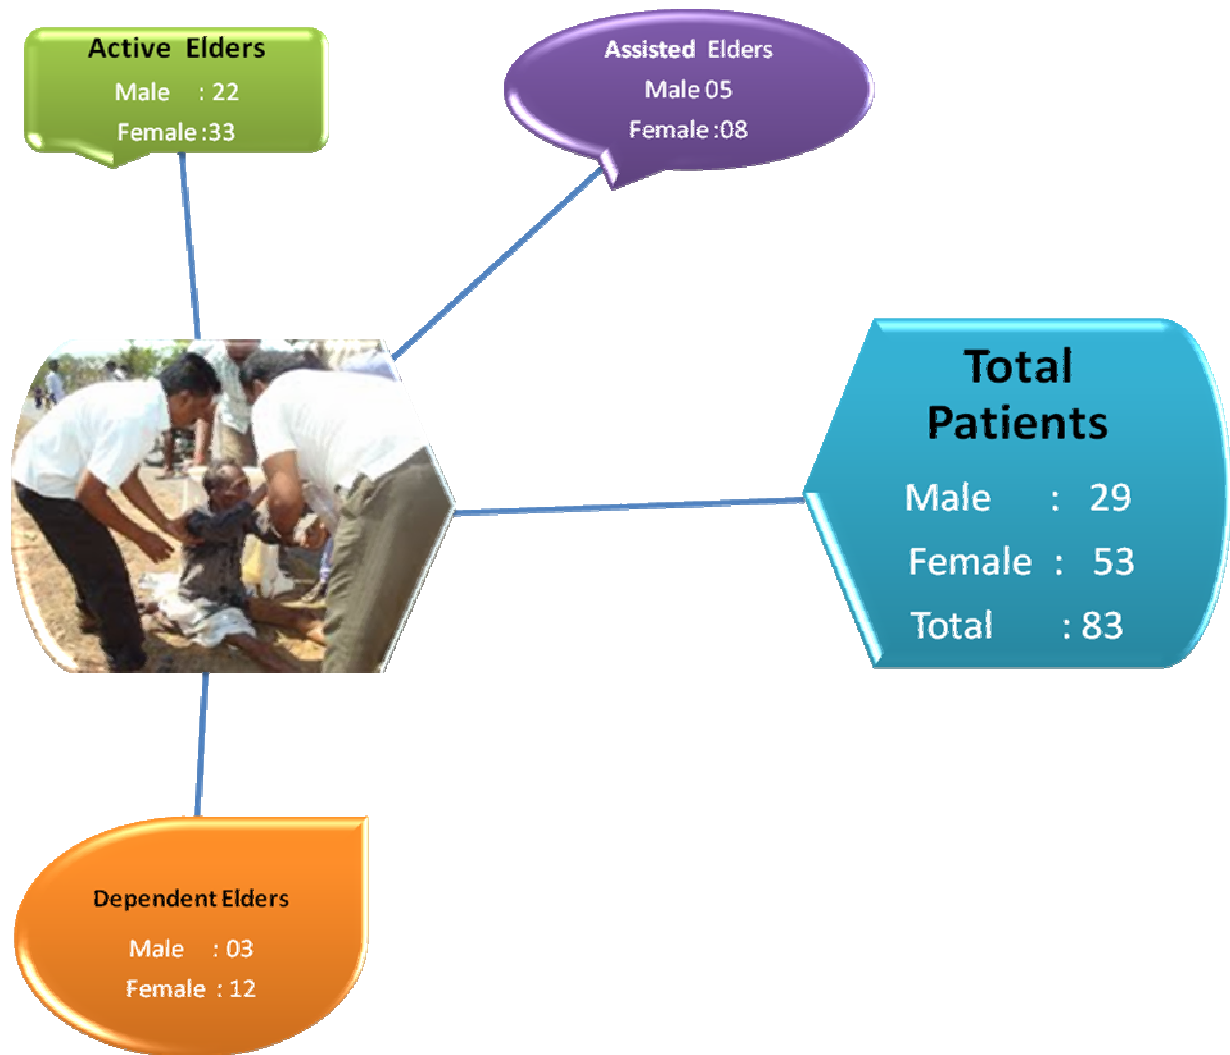 Active Elders
Male : 22
Female :33
Assisted Elders
Male 05
Female :08
Total
Patients
Male : 29
Female : 53
Total : 83
Dependent Elders
Male : 03
Female : 12